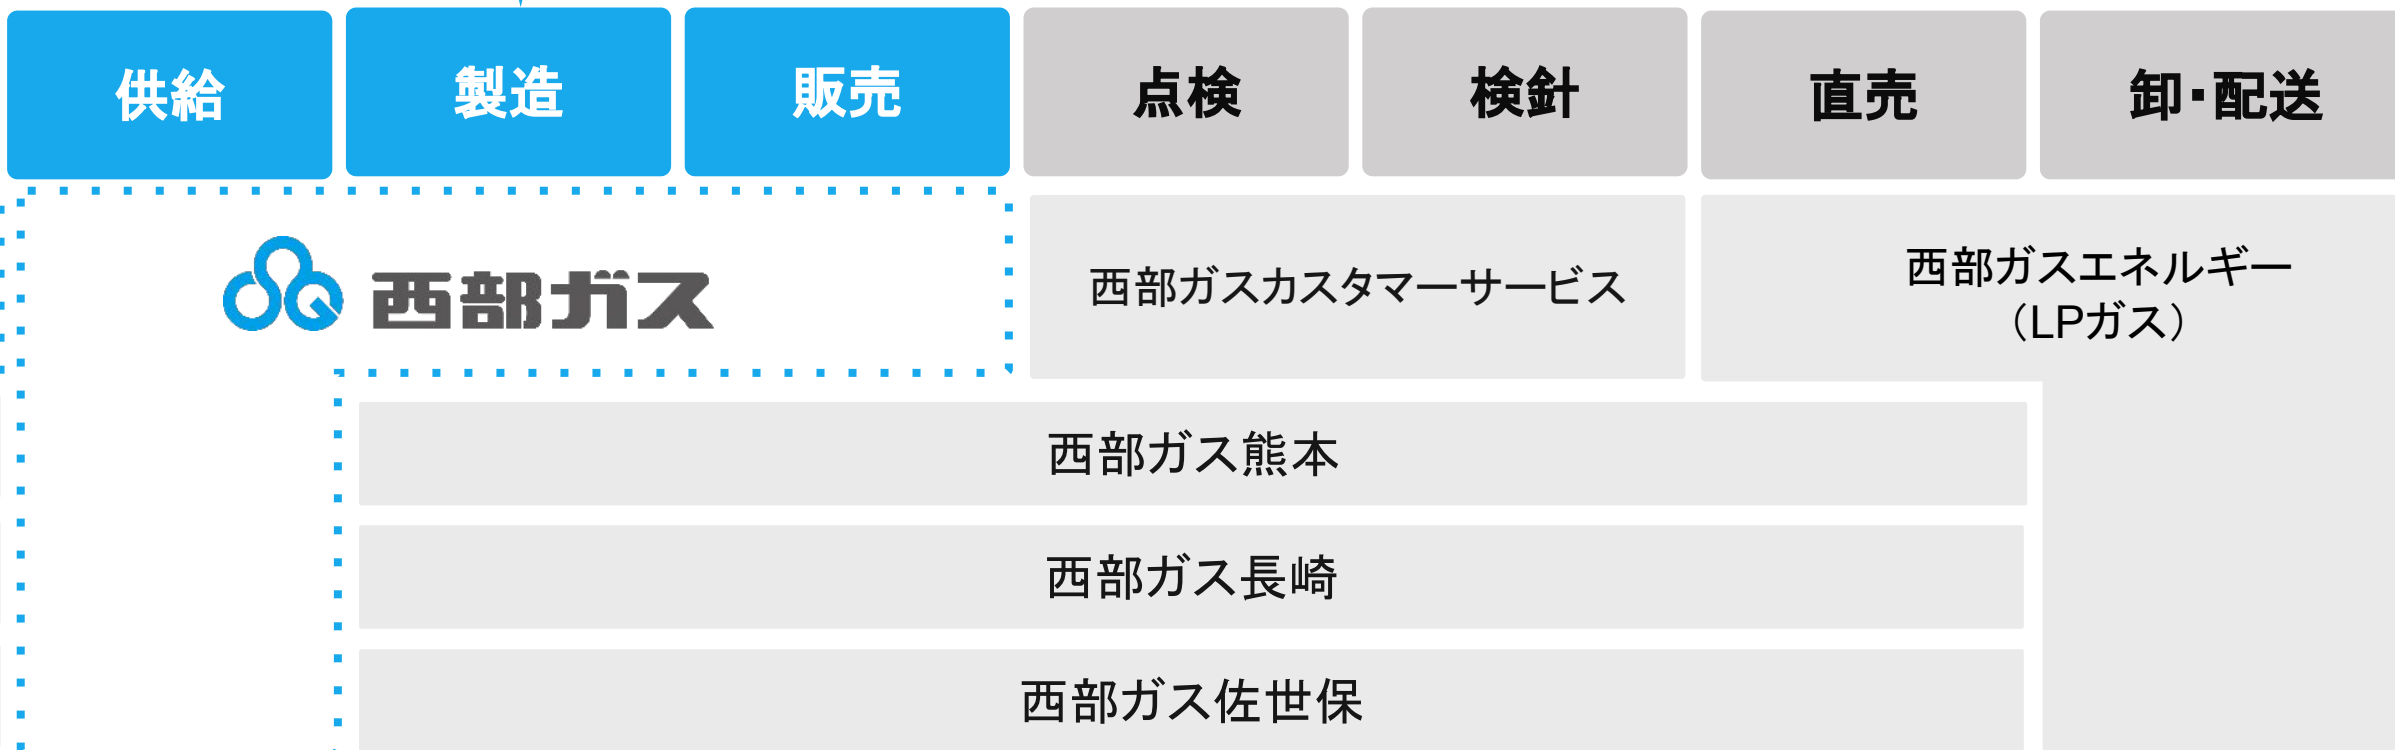 供給 製造 販売 点検 検針 直売 卸・配送
西部ガス
西部ガスカスタマーサービス
西部ガスエネルギー
（LPガス）
西部ガス熊本
西部ガス長崎
西部ガス佐世保